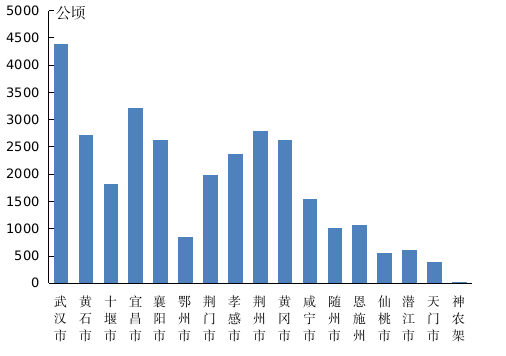 公顷
5000
4500
4000
3500
3000
2500
2000
1500
1000
500
0
武汉市
黄石市
十堰市
宜昌市
襄阳市
鄂州市
荆门市
孝感市
荆州市
黄冈市
咸宁市
随州市
恩施州
仙桃市
潜江市
天门市
神农架